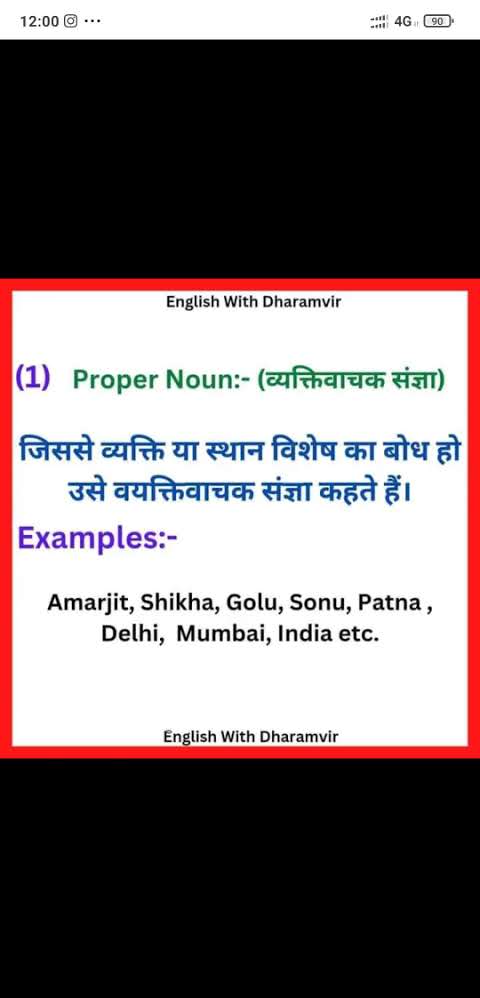 12:00 ... 4G 90
English With Dharamvir
(1) Proper Noun:- (व्यक्तिवाचक संज्ञा)
जिससे व्यक्ति या स्थान विशेष का बोध हो
उसे वयक्तिवाचक संज्ञा कहते हैं।
Examples:-
Amarjit, Shikha, Golu, Sonu, Patna ,
Delhi, Mumbai, India etc.
English With Dharamvir